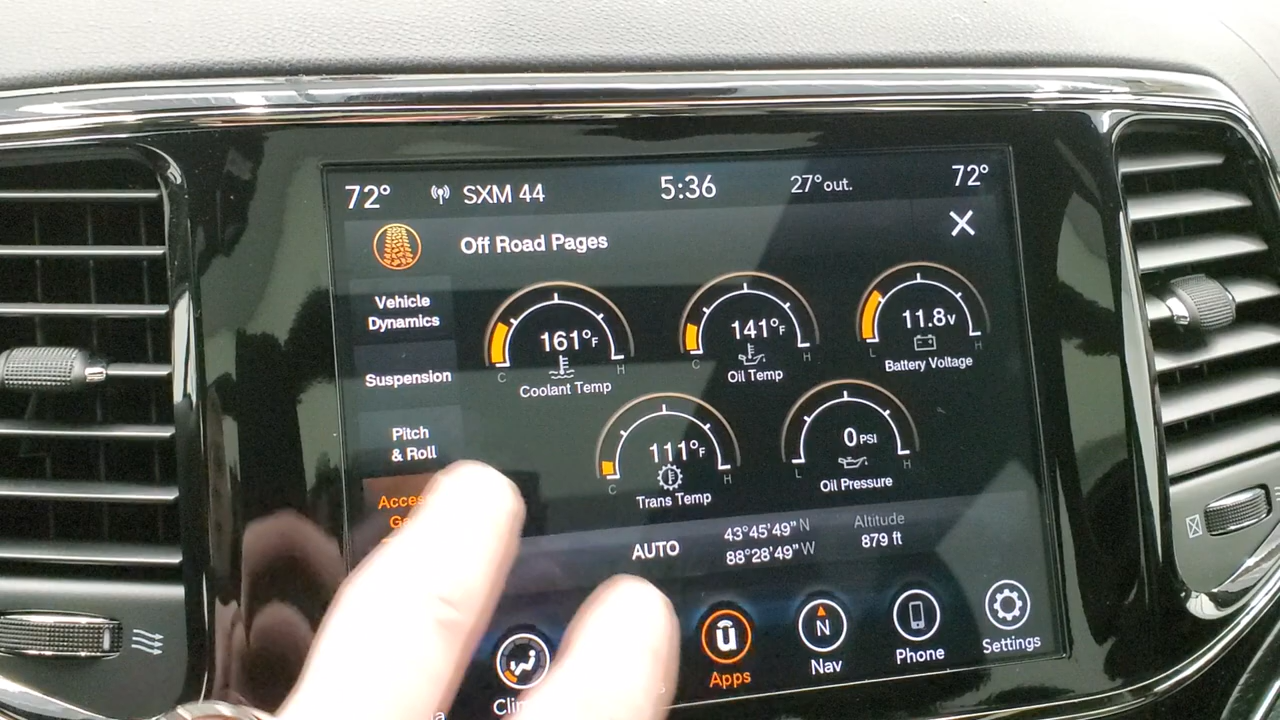 72° SXM 44 5:36 27° out. 72°
Off Road Pages
Vehicle
Dynamics
Suspension
Pitch
& Roll
161°F
C H
Coolant Temp
141°F
C H
Oil Temp
11.8v
L H
Battery Voltage
111°F
C H
Trans Temp
0 PSI
L H
Oil Pressure
AUTO
43°45'49" N
88°28'49" W
Altitude
879 ft
Apps
N
Nav
Phone
Settings